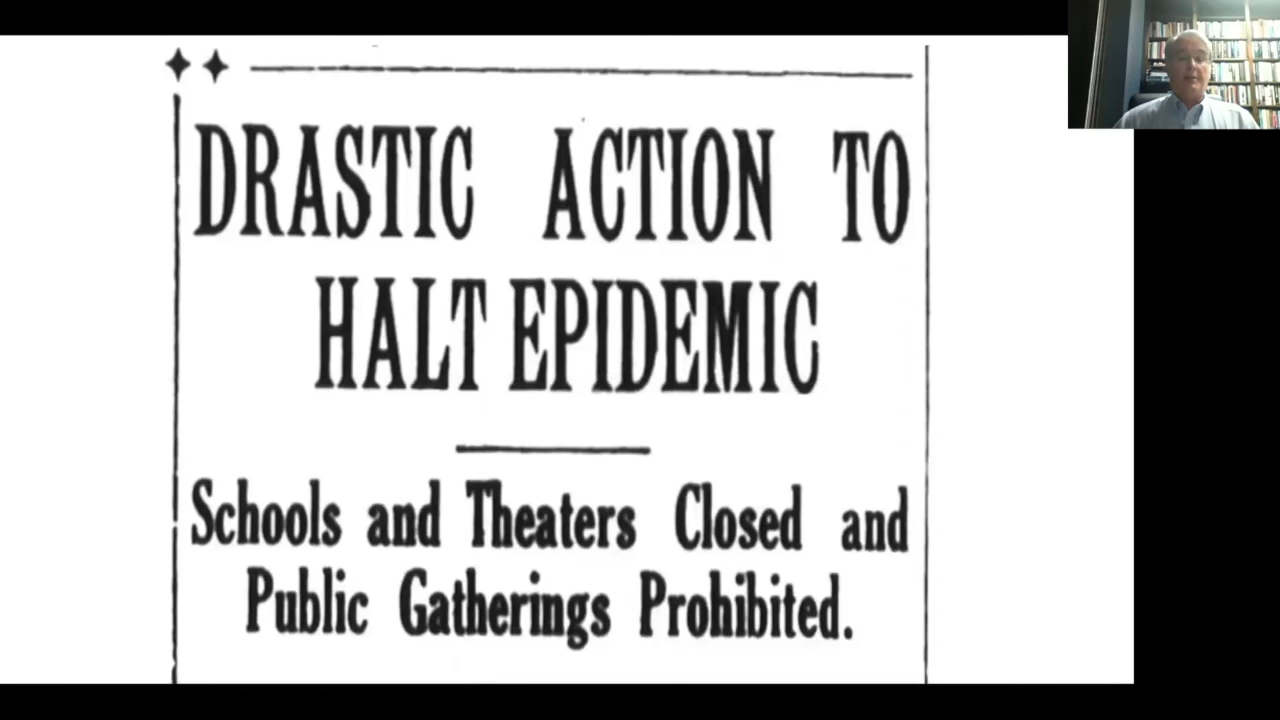 DRASTIC ACTION TO
HALT EPIDEMIC
Schools and Theaters Closed and
Public Gatherings Prohibited.